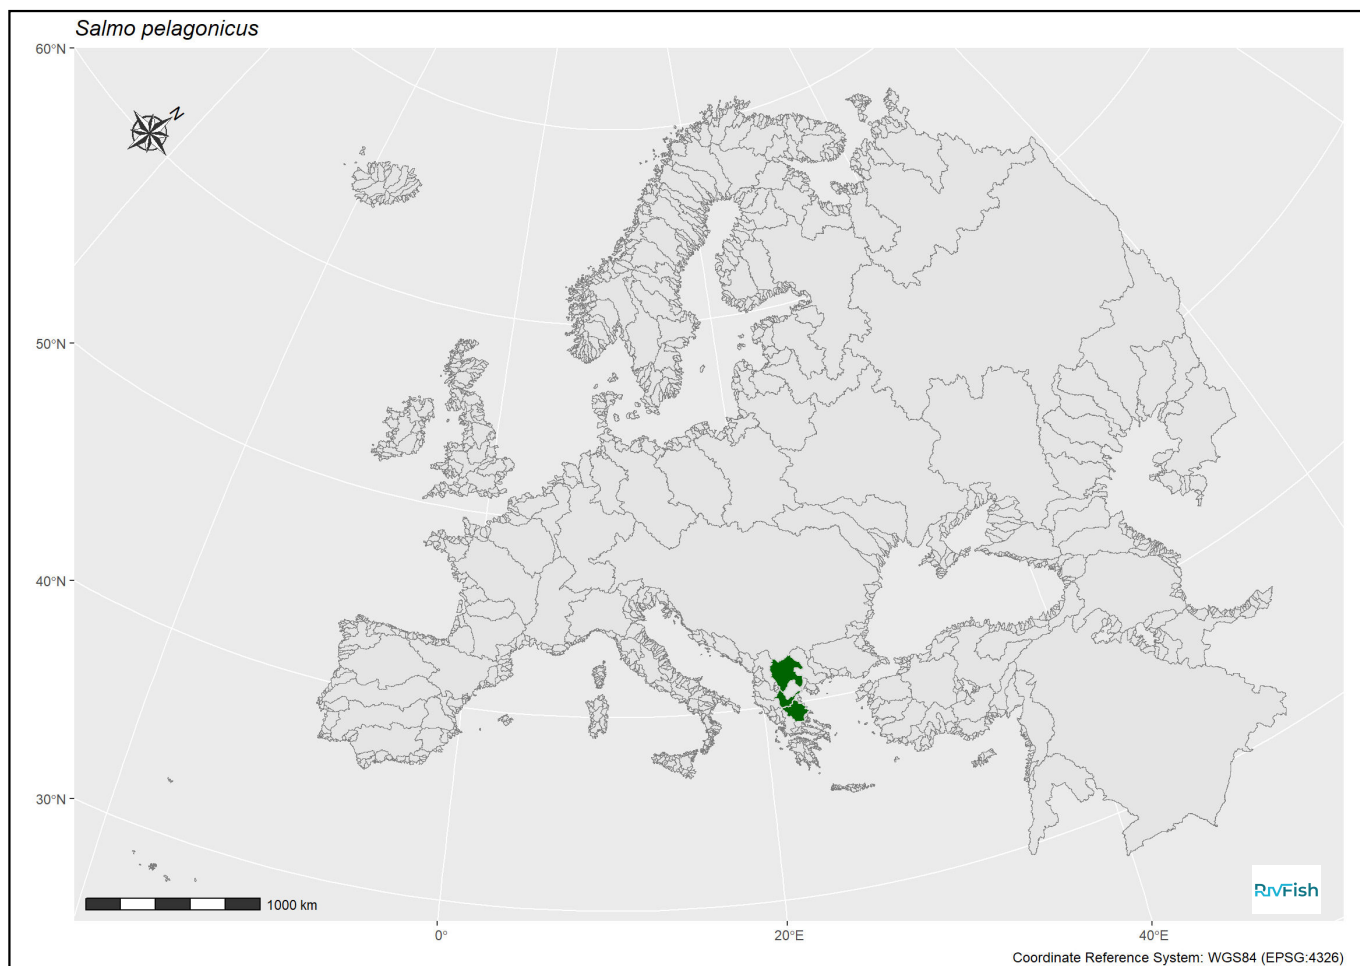 Salmo pelagonicus
60°N
N
50°N
40°N
30°N
1000 km
RIVFish
0°
20°E
40°E
Coordinate Reference System: WGS84 (EPSG:4326)